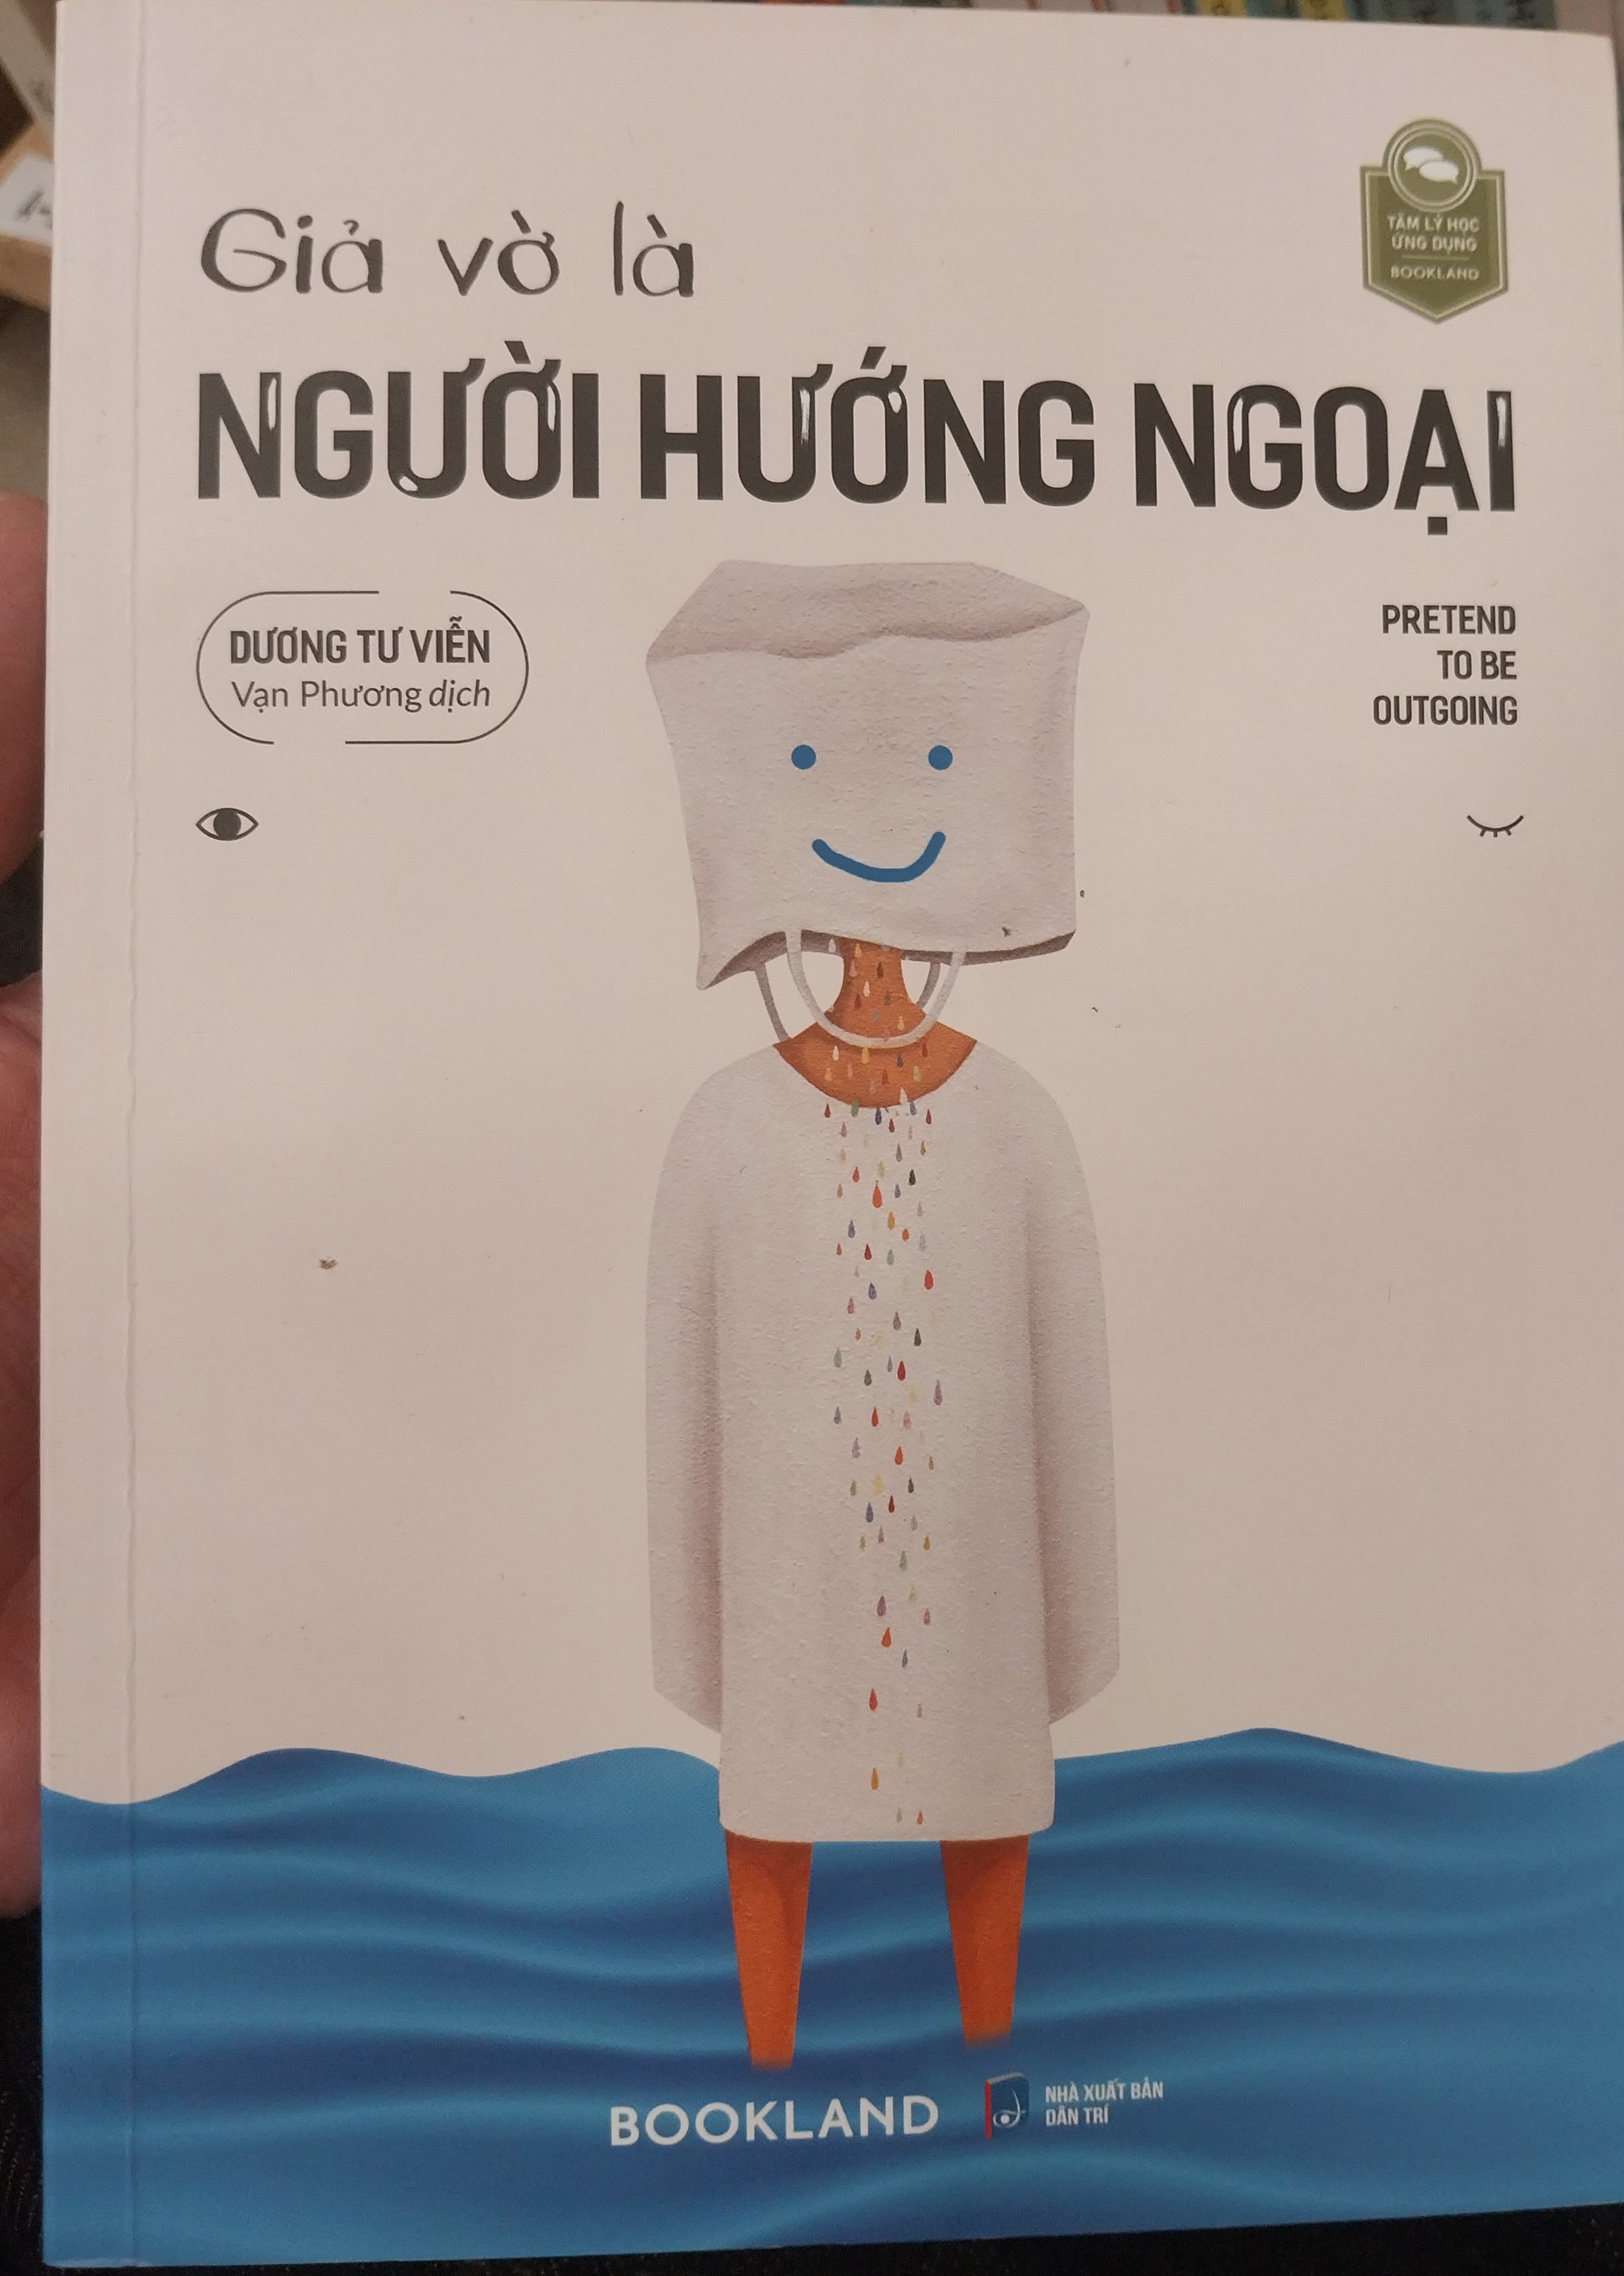 Giả vờ là
TÂM LÝ HỌC
ỨNG DỤNG
BOOKLAND
NGƯỜI HƯỚNG NGOẠI
DƯƠNG TƯ VIỄN
Vạn Phương dịch
PRETEND
TO BE
OUTGOING
BOOKLAND
NHÀ XUẤT BẢN
DÂN TRÍ